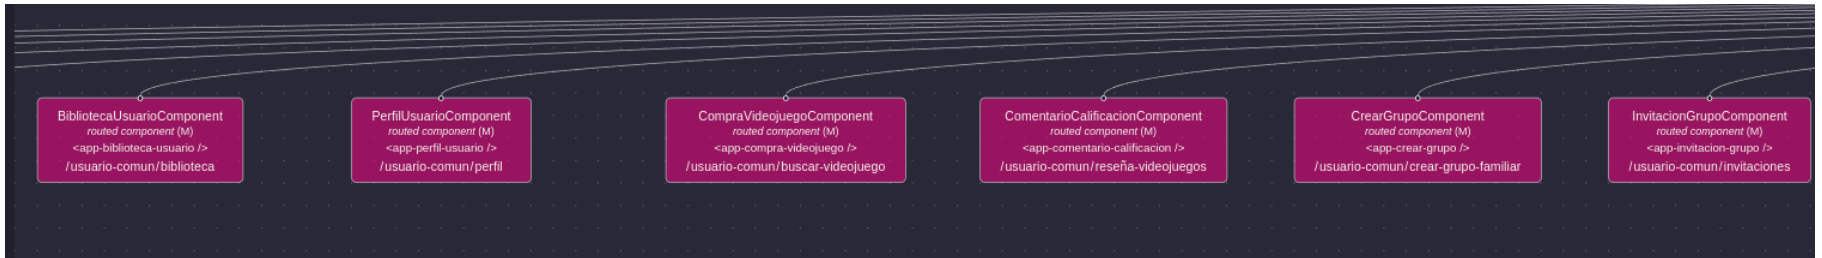 BibliotecaUsuarioComponent
routed component (M)
<app-biblioteca-usuario />
/usuario-comun/biblioteca
PerfilUsuarioComponent
routed component (M)
<app-perfil-usuario />
/usuario-comun/perfil
CompraVideojuegoComponent
routed component (M)
<app-compra-videojuego />
/usuario-comun/buscar-videojuego
ComentarioCalificacionComponent
routed component (M)
<app-comentario-calificacion />
/usuario-comun/reseña-videojuegos
CrearGrupoComponent
routed component (M)
<app-crear-grupo />
/usuario-comun/crear-grupo-familiar
InvitacionGrupoComponent
routed component (M)
<app-invitacion-grupo />
/usuario-comun/invitaciones